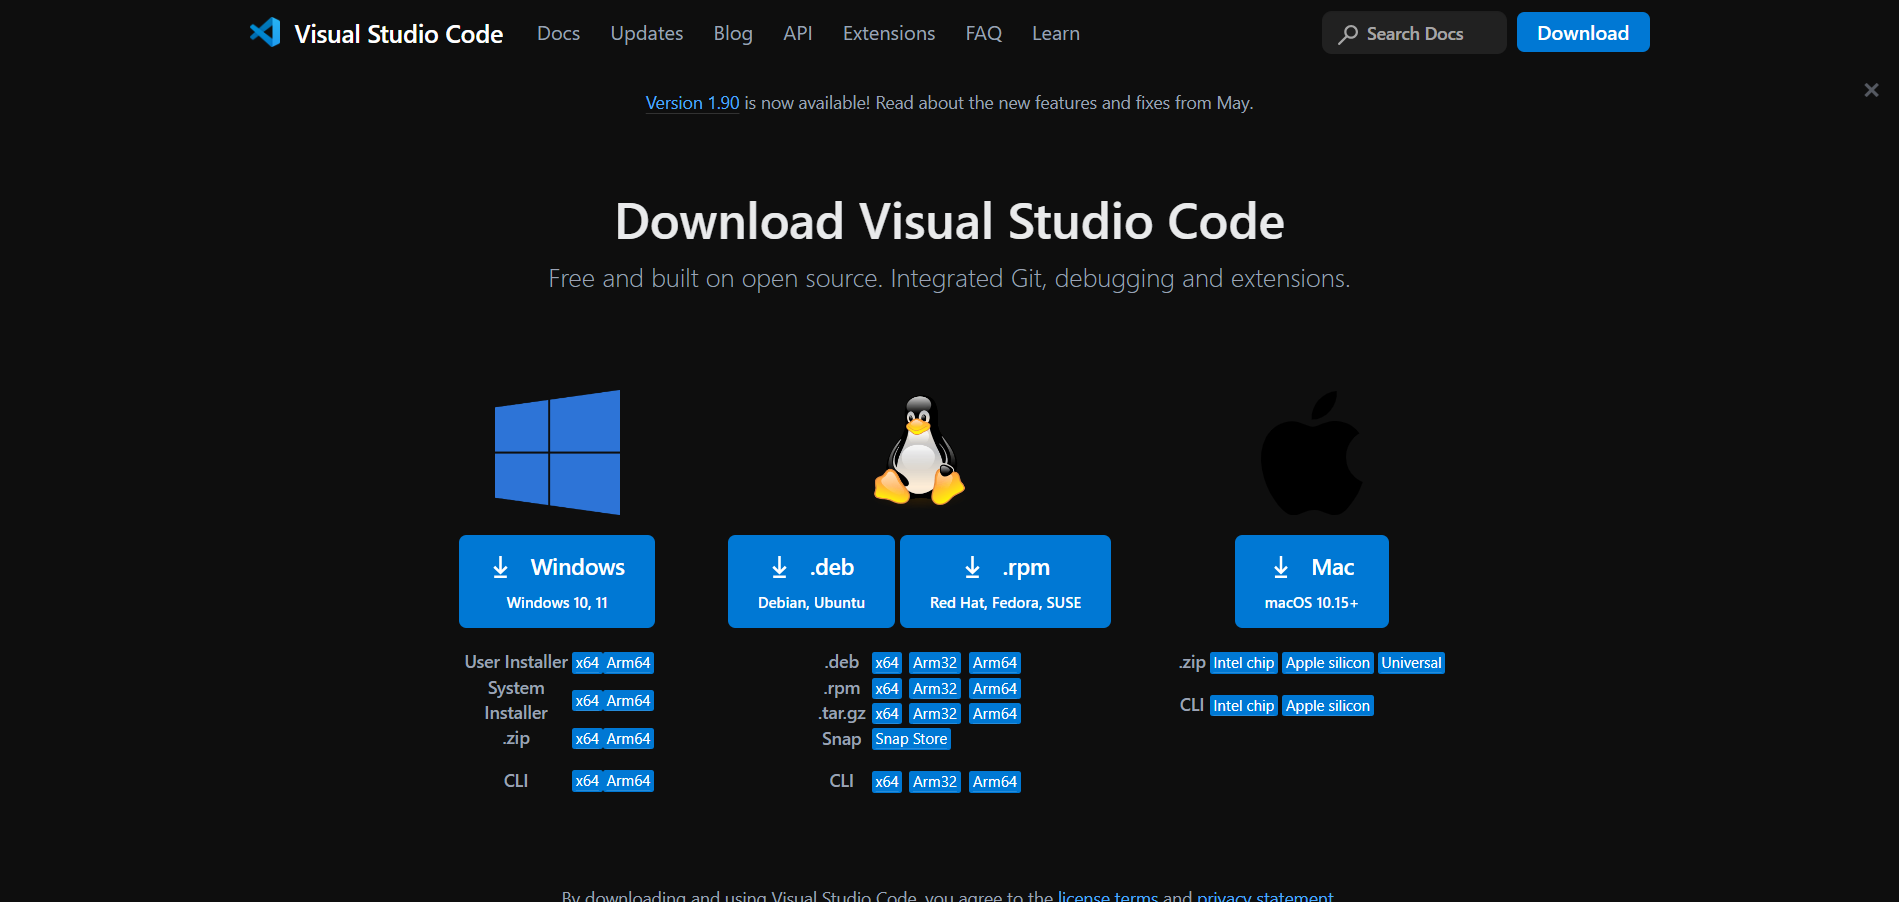 Visual Studio Code Docs Updates Blog API Extensions FAQ Learn Search Docs Download
Version 1.90 is now available! Read about the new features and fixes from May.
Download Visual Studio Code
Free and built on open source. Integrated Git, debugging and extensions.
Windows
Windows 10, 11
.deb
Debian, Ubuntu
.rpm
Red Hat, Fedora, SUSE
Mac
macOS 10.15+
User Installer x64 Arm64
System Installer x64 Arm64
.zip x64 Arm64
CLI x64 Arm64
.deb x64 Arm32 Arm64
.rpm x64 Arm32 Arm64
.tar.gz x64 Arm32 Arm64
Snap Snap Store
CLI x64 Arm32 Arm64
.zip Intel chip Apple silicon Universal
CLI Intel chip Apple silicon
By downloading and using Visual Studio Code, you agree to the license terms and privacy statement